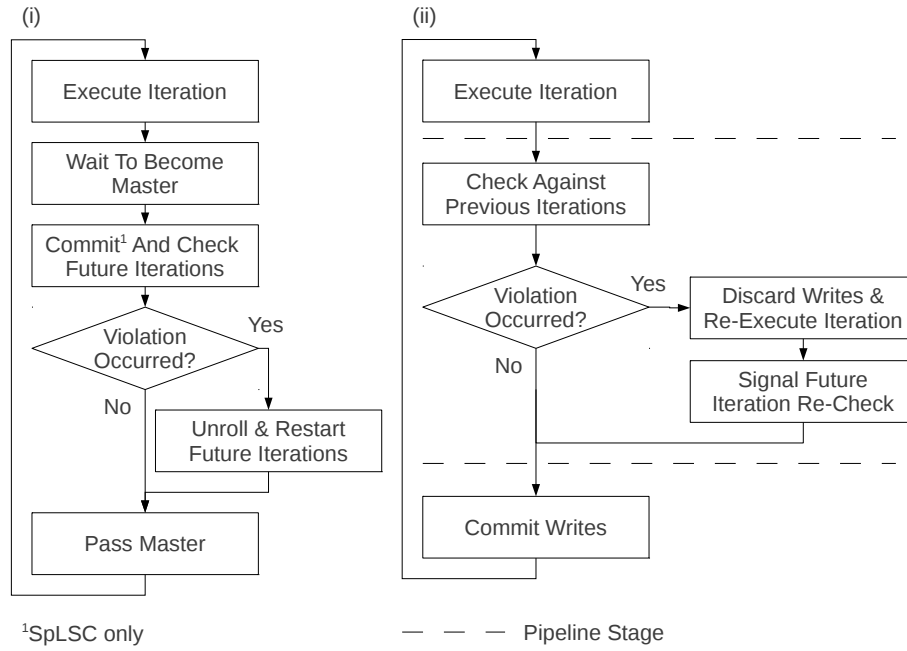 (i)
Execute Iteration
Wait To Become
Master
Commit¹ And Check
Future Iterations
Violation
Occurred?
Yes
No
Unroll & Restart
Future Iterations
Pass Master
¹SpLSC only
(ii)
Execute Iteration
Check Against
Previous Iterations
Violation
Occurred?
Yes
No
Discard Writes &
Re-Execute Iteration
Signal Future
Iteration Re-Check
Commit Writes
Pipeline Stage